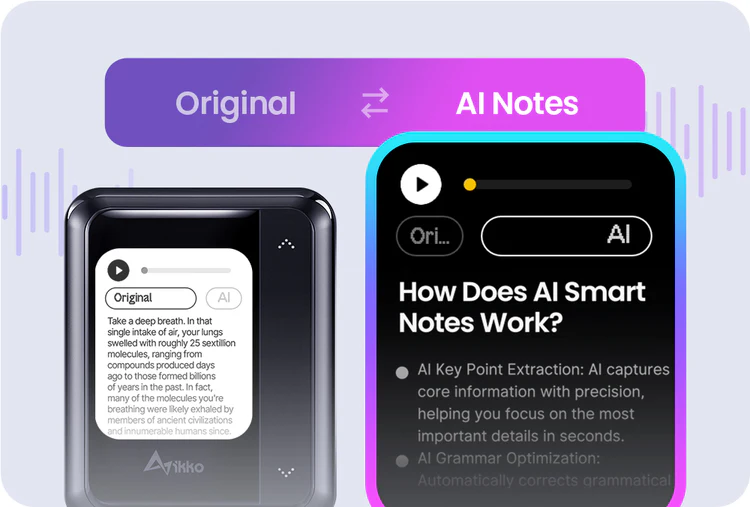 Original
AI Notes
Original
AI
Take a deep breath. In that
single intake of air, your lungs
swelled with roughly 25 sextillion
molecules, ranging from
compounds produced days
ago to those formed billions
of years in the past. In fact,
many of the molecules you're
breathing were likely exhaled by
members of ancient civilizations
and innumerable humans since.
Aikko
Ori...
AI
How Does AI Smart
Notes Work?
AI Key Point Extraction: AI captures
core information with precision,
helping you focus on the most
important details in seconds.
AI Grammar Optimization:
Automatically corrects grammatical